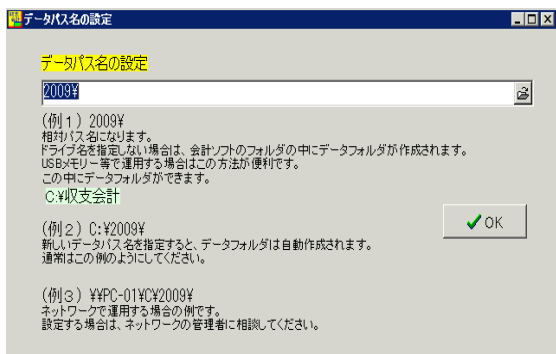 データパス名の設定
データパス名の設定
2009¥
(例１) 2009¥
相対パス名になります。
ドライブ名を指定しない場合は、会計ソフトのフォルダの中にデータフォルダが作成されます。
USBメモリー等で運用する場合はこの方法が便利です。
この中にデータフォルダができます。
C:¥収支会計
(例２) C:¥2009¥
新しいデータパス名を指定すると、データフォルダは自動作成されます。
通常はこの例のようにしてください。
OK
(例３) ¥¥PC-01¥C¥2009¥
ネットワークで運用する場合の例です。
設定する場合は、ネットワークの管理者に相談してください。